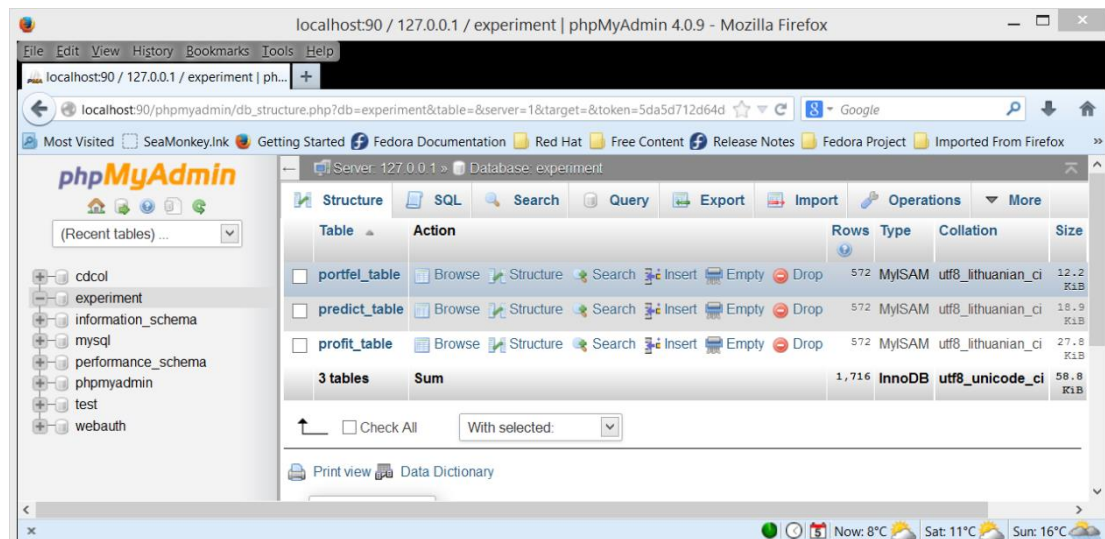 localhost:90 / 127.0.0.1 / experiment | phpMyAdmin 4.0.9 - Mozilla Firefox
File Edit View History Bookmarks Tools Help
localhost:90 / 127.0.0.1 / experiment | ph... +
localhost:90/phpmyadmin/db_structure.php?db=experiment&table=&server=1&target=&token=5da5d712d64d Google
Most Visited SeaMonkey.lnk Getting Started Fedora Documentation Red Hat Free Content Release Notes Fedora Project Imported From Firefox »
phpMyAdmin
(Recent tables) ...
cdcol
experiment
information_schema
mysql
performance_schema
phpmyadmin
test
webauth
Server: 127.0.0.1 » Database: experiment
Structure SQL Search Query Export Import Operations More
Table Action Rows Type Collation Size
portfel_table Browse Structure Search Insert Empty Drop 572 MyISAM utf8_lithuanian_ci 12.2 KiB
predict_table Browse Structure Search Insert Empty Drop 572 MyISAM utf8_lithuanian_ci 18.9 KiB
profit_table Browse Structure Search Insert Empty Drop 572 MyISAM utf8_lithuanian_ci 27.8 KiB
3 tables Sum 1,716 InnoDB utf8_unicode_ci 58.8 KiB
Check All With selected:
Print view Data Dictionary
× 5 Now: 8°C Sat: 11°C Sun: 16°C